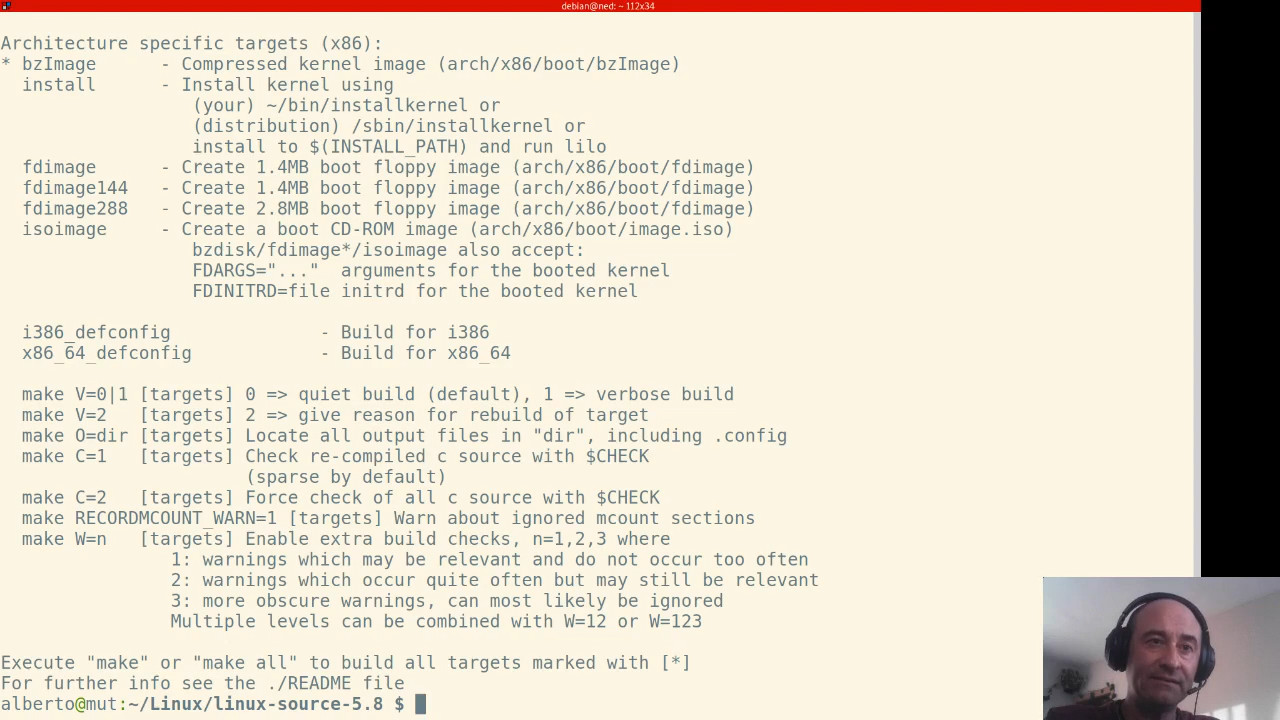 debian@ned: ~ 112x34
Architecture specific targets (x86):
* bzImage      - Compressed kernel image (arch/x86/boot/bzImage)
  install      - Install kernel using
                  (your) ~/bin/installkernel or
                  (distribution) /sbin/installkernel or
                  install to $(INSTALL_PATH) and run lilo
  fdimage      - Create 1.4MB boot floppy image (arch/x86/boot/fdimage)
  fdimage144   - Create 1.4MB boot floppy image (arch/x86/boot/fdimage)
  fdimage288   - Create 2.8MB boot floppy image (arch/x86/boot/fdimage)
  isoimage     - Create a boot CD-ROM image (arch/x86/boot/image.iso)
                  bzdisk/fdimage*/isoimage also accept:
                  FDARGS="..."  arguments for the booted kernel
                  FDINITRD=file initrd for the booted kernel
  i386_defconfig              - Build for i386
  x86_64_defconfig            - Build for x86_64
  make V=0|1 [targets] 0 => quiet build (default), 1 => verbose build
  make V=2   [targets] 2 => give reason for rebuild of target
  make O=dir [targets] Locate all output files in "dir", including .config
  make C=1   [targets] Check re-compiled c source with $CHECK
                       (sparse by default)
  make C=2   [targets] Force check of all c source with $CHECK
  make RECORDMCOUNT_WARN=1 [targets] Warn about ignored mcount sections
  make W=n   [targets] Enable extra build checks, n=1,2,3 where
                1: warnings which may be relevant and do not occur too often
                2: warnings which occur quite often but may still be relevant
                3: more obscure warnings, can most likely be ignored
                Multiple levels can be combined with W=12 or W=123
Execute "make" or "make all" to build all targets marked with [*]
For further info see the ./README file
alberto@mut:~/Linux/linux-source-5.8 $